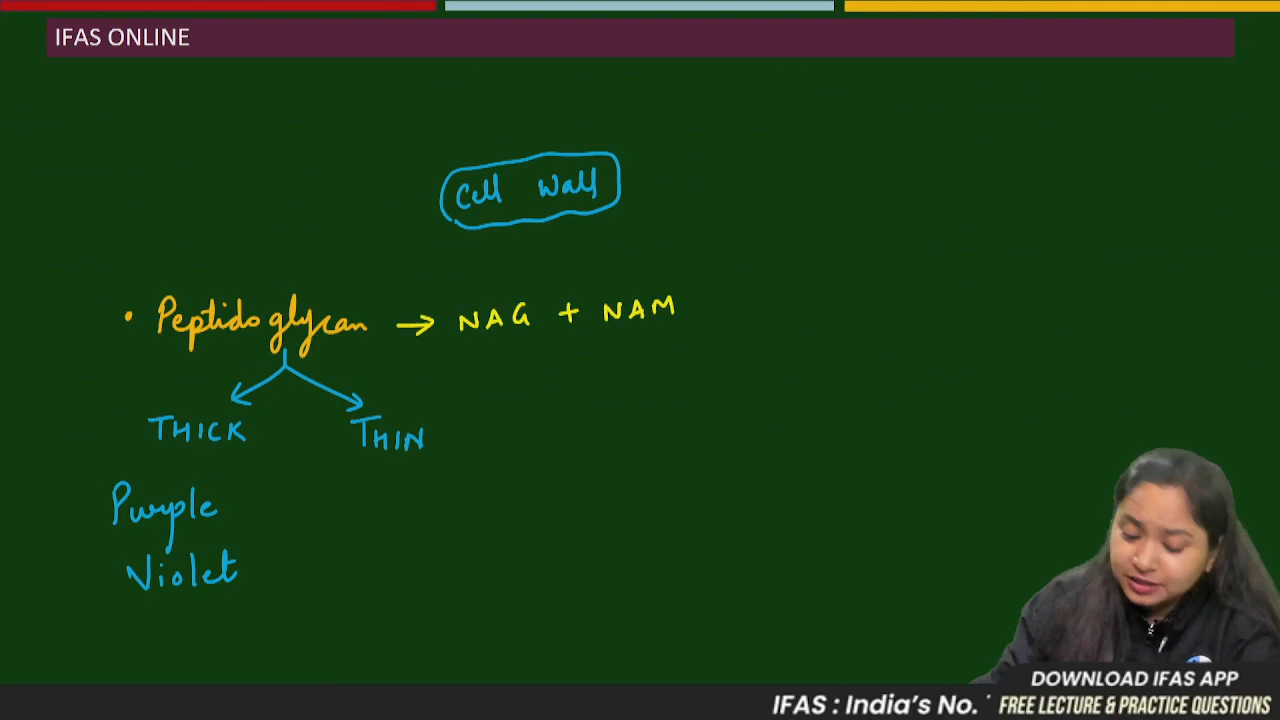 IFAS ONLINE
Cell Wall
• Peptidoglycan → NAG + NAM
THICK THIN
Purple
Violet
DOWNLOAD IFAS APP
IFAS : India's No. FREE LECTURE & PRACTICE QUESTIONS